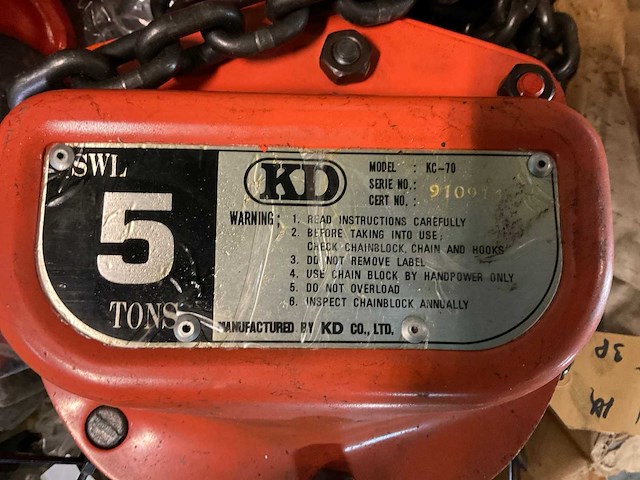 SWL
5
TONS
KD
MODEL : KC-70
SERIE NO.:
CERT NO. :
WARNING; 1. READ INSTRUCTIONS CAREFULLY
2. BEFORE TAKING INTO USE;
CHECK CHAINBLOCK, CHAIN AND HOOKS
3. DO NOT REMOVE LABEL
4. USE CHAIN BLOCK BY HANDPOWER ONLY
5. DO NOT OVERLOAD
6. INSPECT CHAINBLOCK ANNUALLY
MANUFACTURED BY KD CO., LTD.
3P